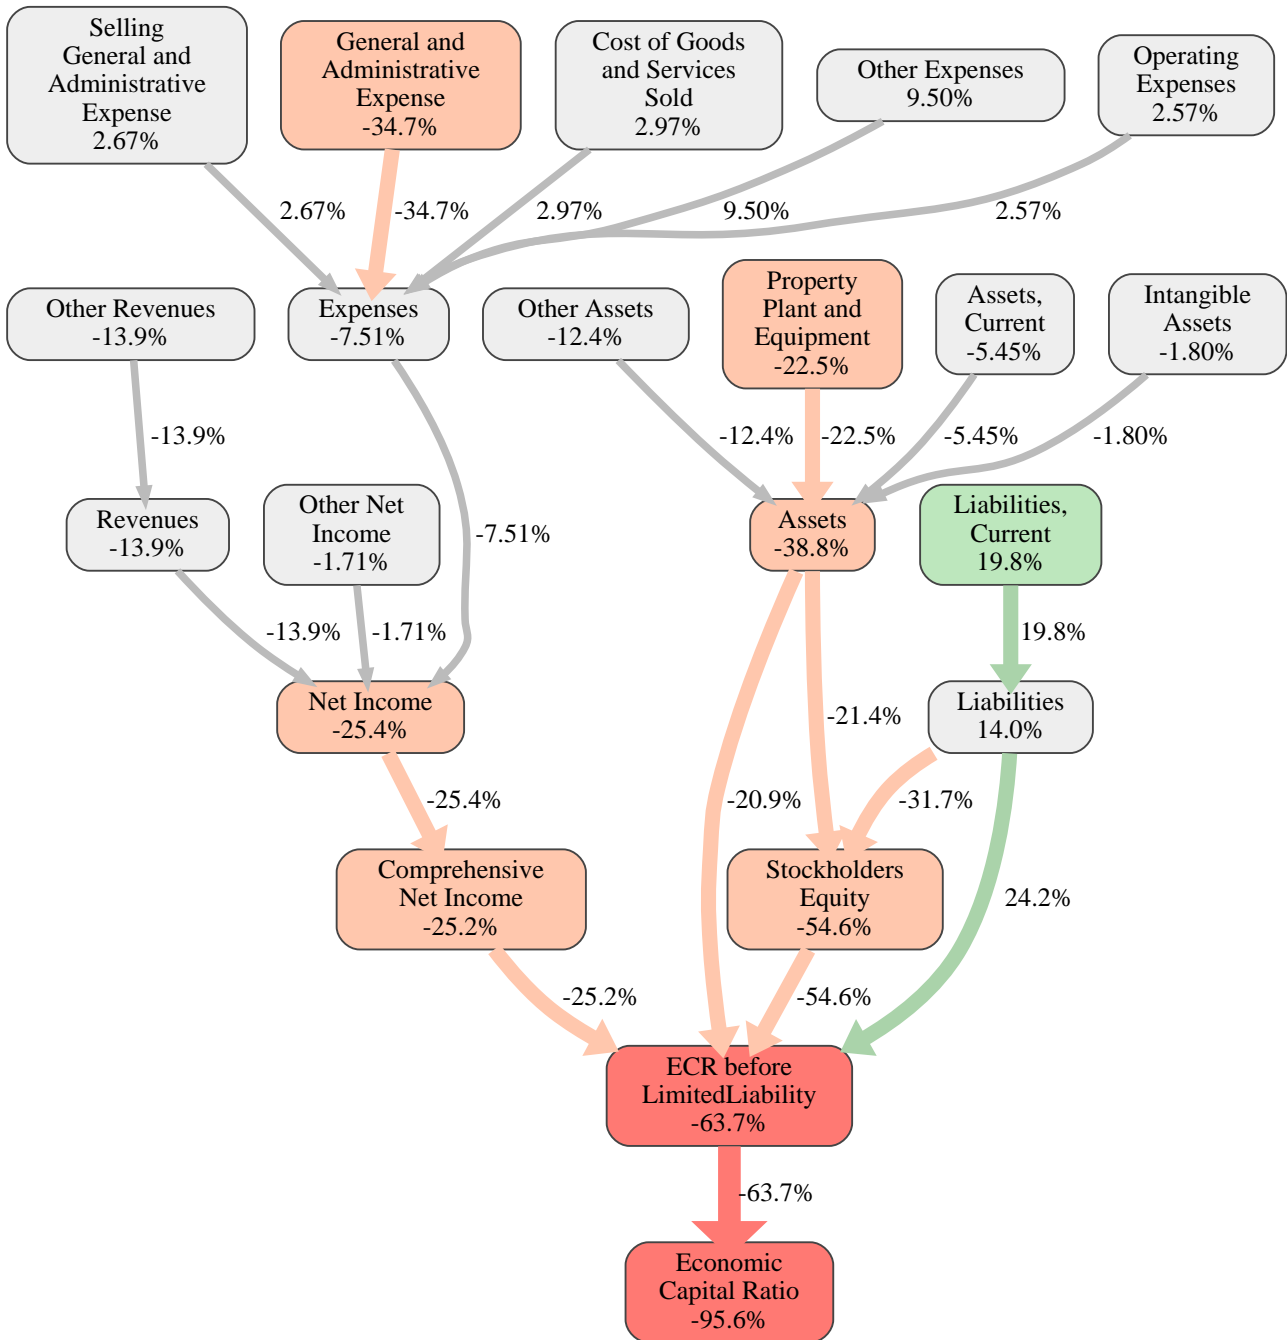 Selling
General and
Administrative
Expense
2.67%
General and
Administrative
Expense
-34.7%
Cost of Goods
and Services
Sold
2.97%
Other Expenses
9.50%
Operating
Expenses
2.57%
2.67%
-34.7%
2.97%
9.50%
2.57%
Other Revenues
-13.9%
Expenses
-7.51%
Other Assets
-12.4%
Property
Plant and
Equipment
-22.5%
Assets,
Current
-5.45%
Intangible
Assets
-1.80%
-13.9%
-12.4%
-22.5%
-5.45%
-1.80%
Revenues
-13.9%
Other Net
Income
-1.71%
-7.51%
Assets
-38.8%
Liabilities,
Current
19.8%
-13.9%
-1.71%
19.8%
Net Income
-25.4%
-21.4%
Liabilities
14.0%
-25.4%
-20.9%
-31.7%
Comprehensive
Net Income
-25.2%
Stockholders
Equity
-54.6%
24.2%
-25.2%
-54.6%
ECR before
LimitedLiability
-63.7%
-63.7%
Economic
Capital Ratio
-95.6%